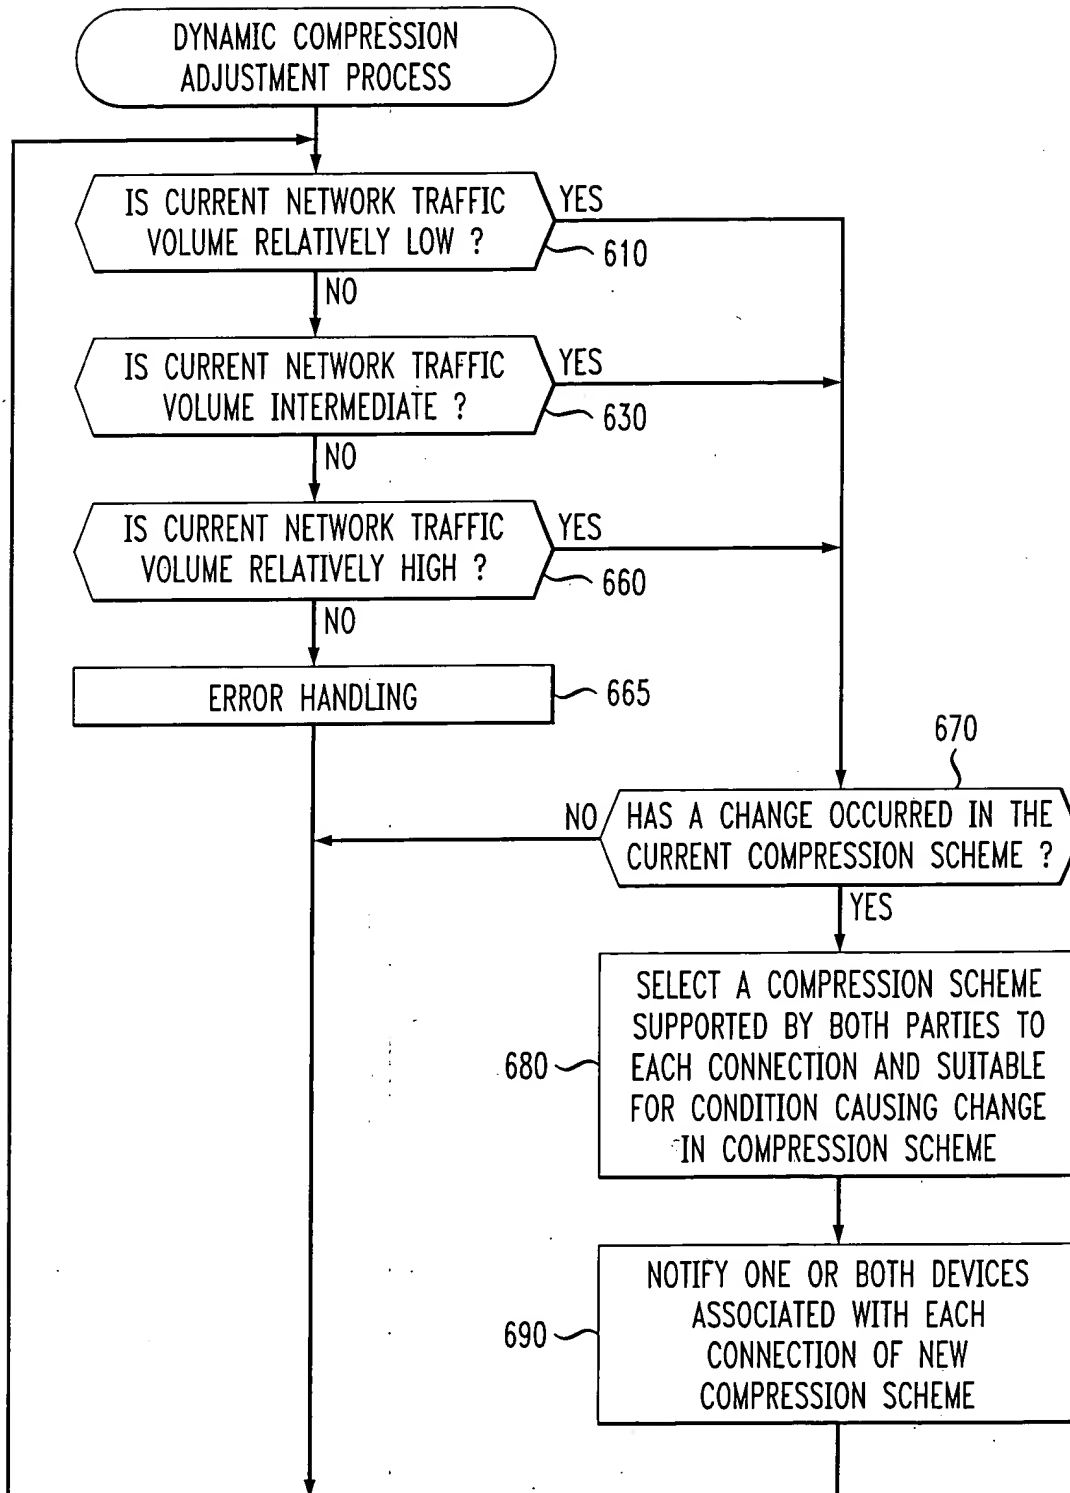 DYNAMIC COMPRESSION
ADJUSTMENT PROCESS
IS CURRENT NETWORK TRAFFIC
VOLUME RELATIVELY LOW ?
YES
610
NO
IS CURRENT NETWORK TRAFFIC
VOLUME INTERMEDIATE ?
YES
630
NO
IS CURRENT NETWORK TRAFFIC
VOLUME RELATIVELY HIGH ?
YES
660
NO
ERROR HANDLING
665
670
NO
HAS A CHANGE OCCURRED IN THE
CURRENT COMPRESSION SCHEME ?
YES
SELECT A COMPRESSION SCHEME
SUPPORTED BY BOTH PARTIES TO
EACH CONNECTION AND SUITABLE
FOR CONDITION CAUSING CHANGE
IN COMPRESSION SCHEME
680
NOTIFY ONE OR BOTH DEVICES
ASSOCIATED WITH EACH
CONNECTION OF NEW
COMPRESSION SCHEME
690